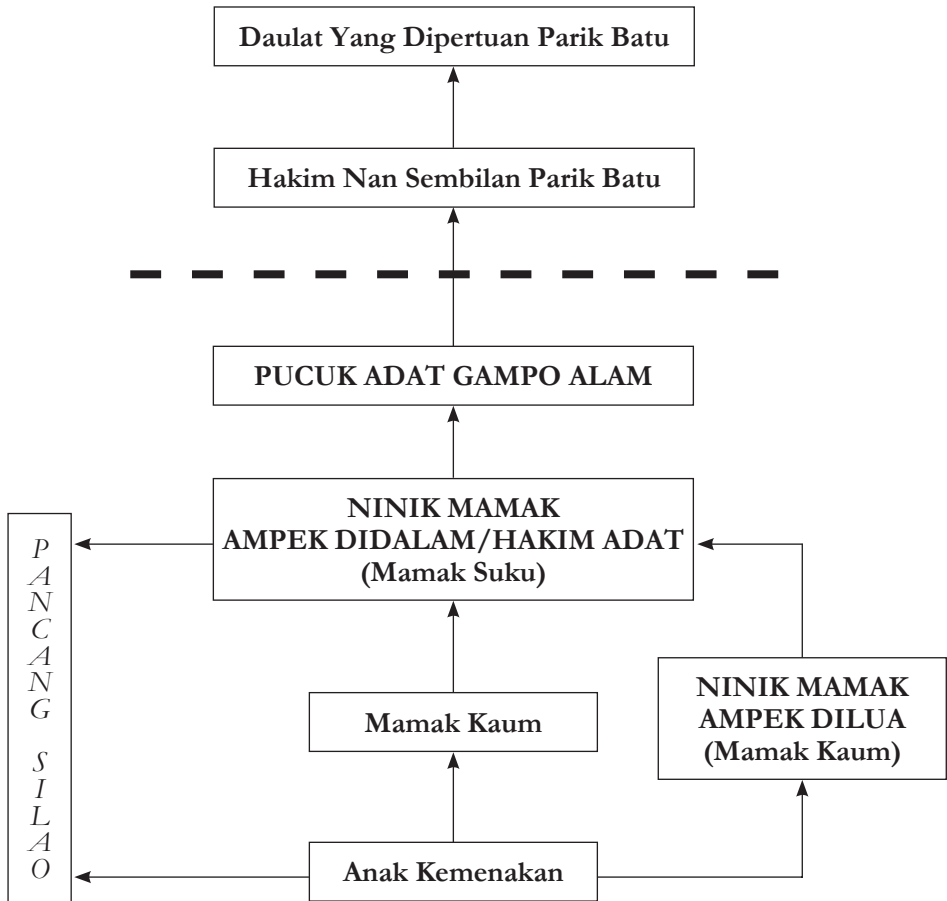 Daulat Yang Dipertuan Parik Batu
Hakim Nan Sembilan Parik Batu
PUCUK ADAT GAMPO ALAM
NINIK MAMAK
AMPEK DIDALAM/HAKIM ADAT
(Mamak Suku)
PANCANG SILAO
NINIK MAMAK
AMPEK DILUA
(Mamak Kaum)
Mamak Kaum
Anak Kemenakan